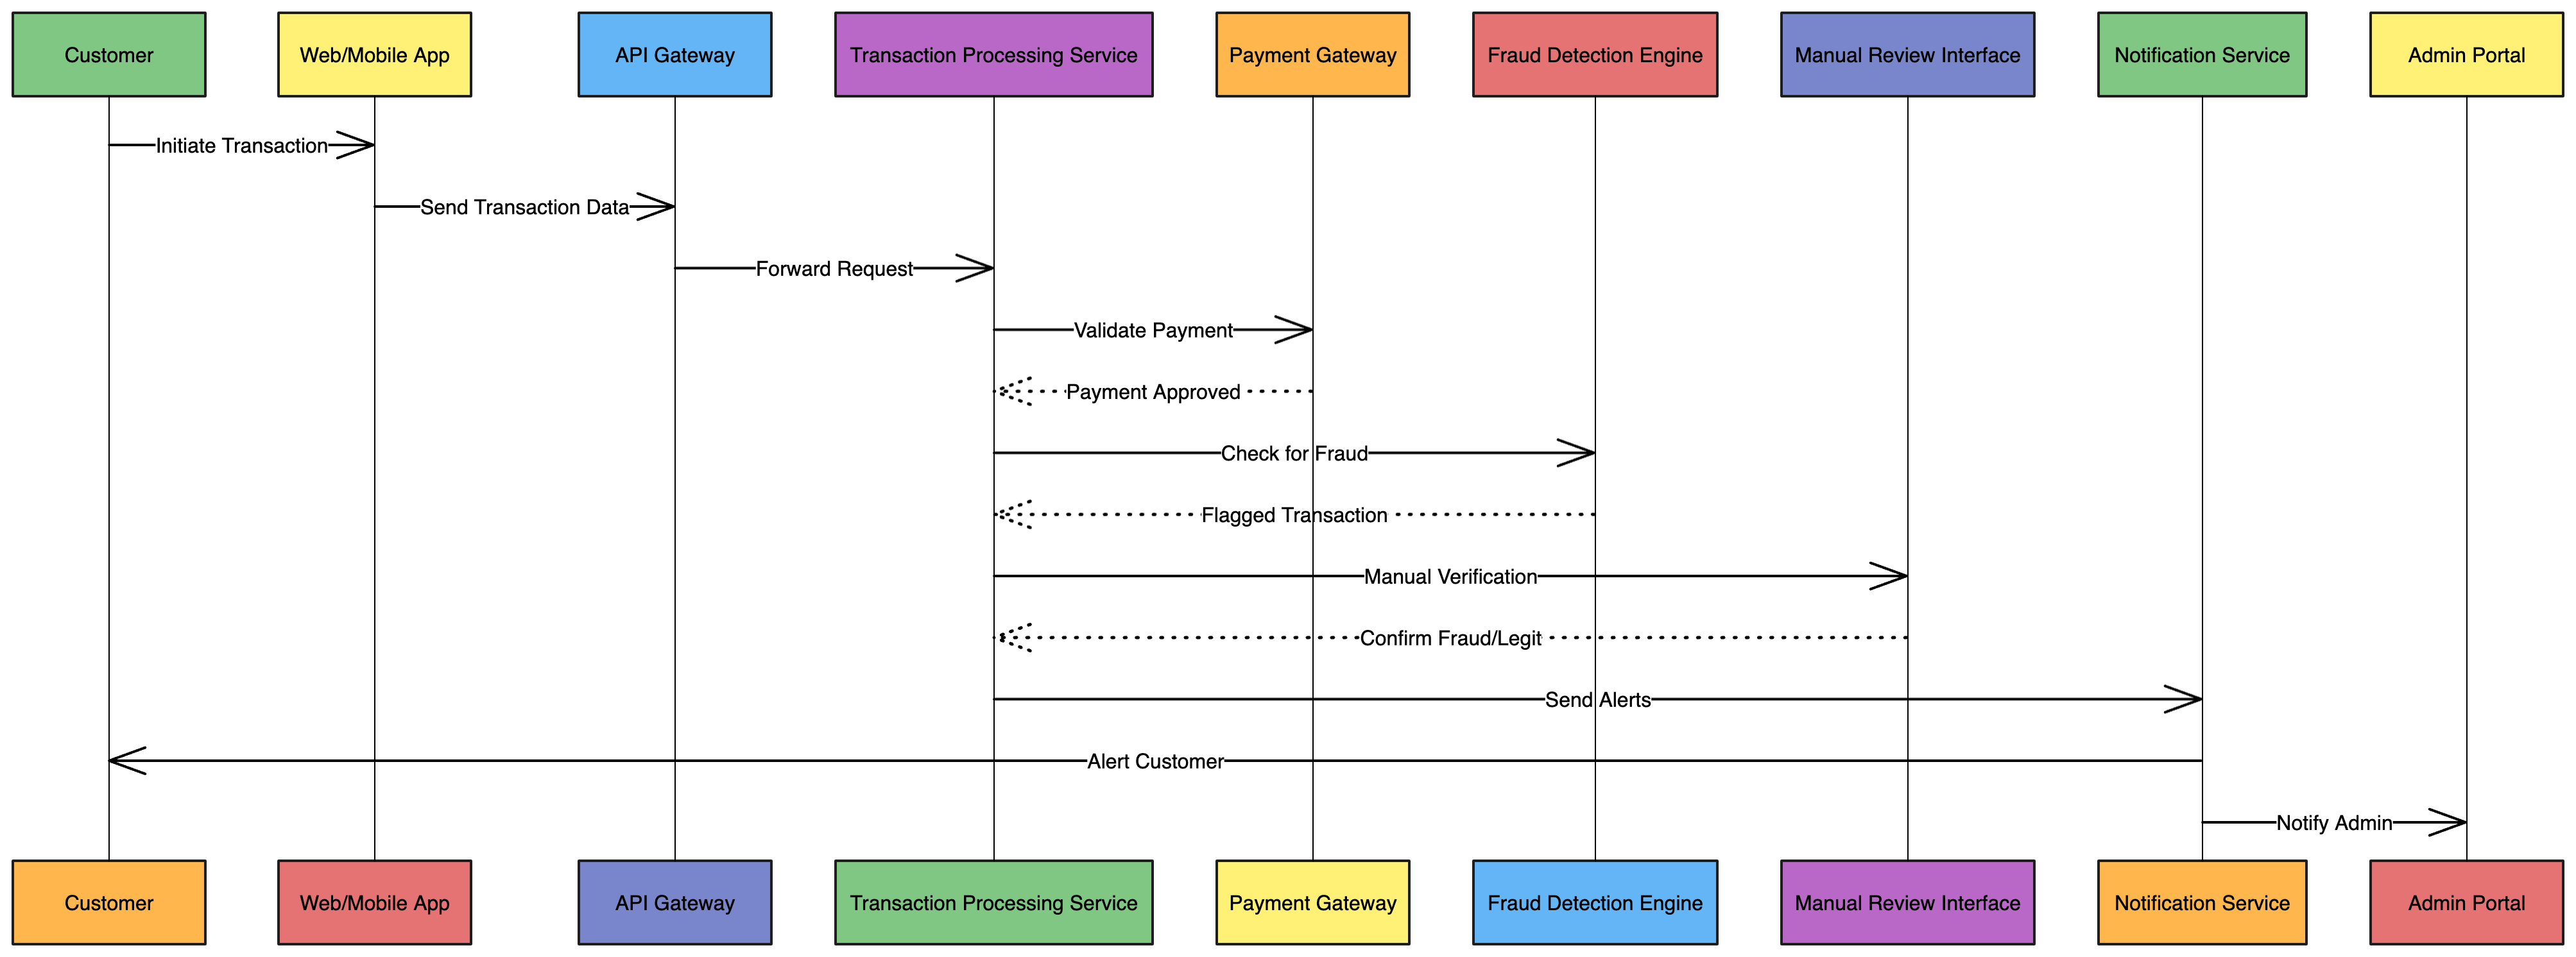 Customer
Web/Mobile App
API Gateway
Transaction Processing Service
Payment Gateway
Fraud Detection Engine
Manual Review Interface
Notification Service
Admin Portal
Initiate Transaction
Send Transaction Data
Forward Request
Validate Payment
Payment Approved
Check for Fraud
Flagged Transaction
Manual Verification
Confirm Fraud/Legit
Send Alerts
Alert Customer
Notify Admin
Customer
Web/Mobile App
API Gateway
Transaction Processing Service
Payment Gateway
Fraud Detection Engine
Manual Review Interface
Notification Service
Admin Portal